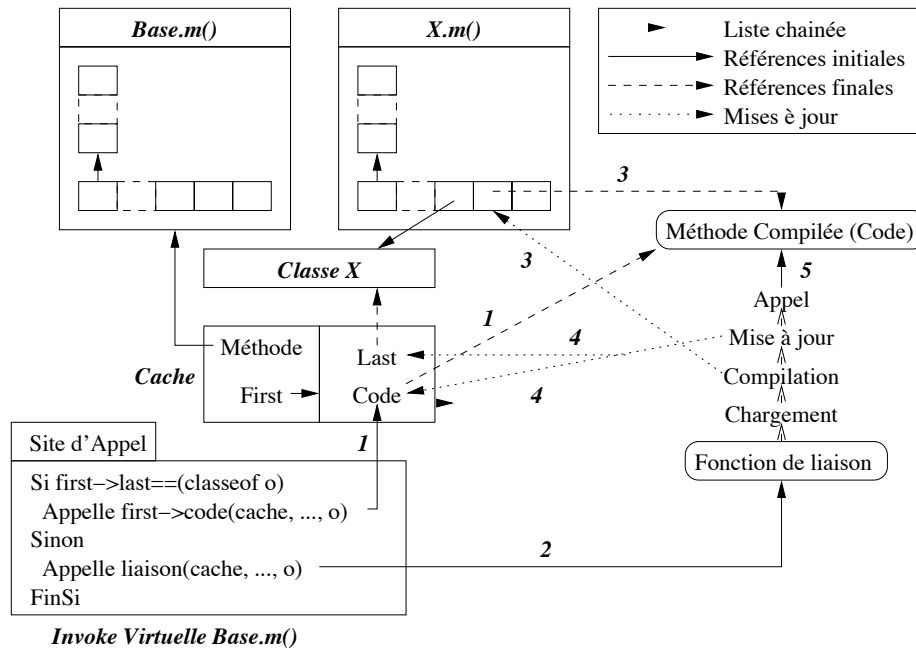 Base.m()
X.m()
Liste chainée
Références initiales
Références finales
Mises è jour
3
Méthode Compilée (Code)
Classe X
3
5
1
Appel
Méthode
Last
4
Mise à jour
Cache
First
Code
4
Compilation
Chargement
1
Site d'Appel
Fonction de liaison
Si first−>last==(classeof o)
Appelle first−>code(cache, ..., o)
Sinon
2
Appelle liaison(cache, ..., o)
FinSi
Invoke Virtuelle Base.m()